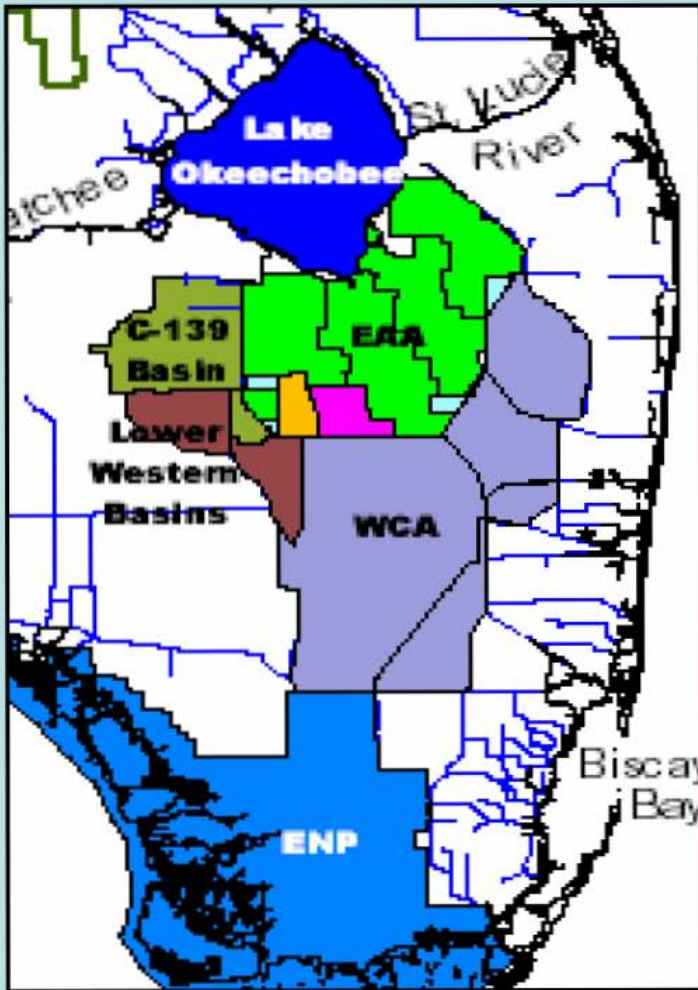 St. Lucie
River
Lake
Okeechobee
atchee
C-139
Basin
EAA
Lower
Western
Basins
WCA
Biscay
Bay
ENP